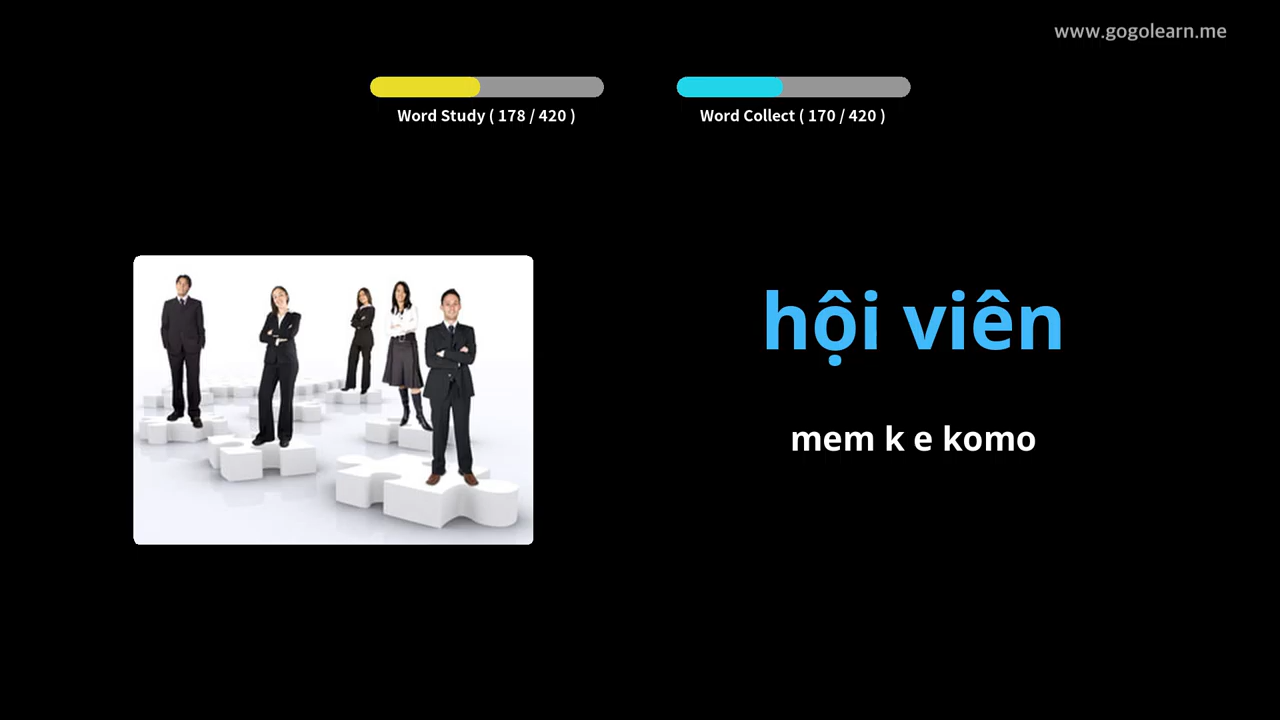 www.gogolearn.me
Word Study ( 178 / 420 )
Word Collect ( 170 / 420 )
hội viên
mem k e komo